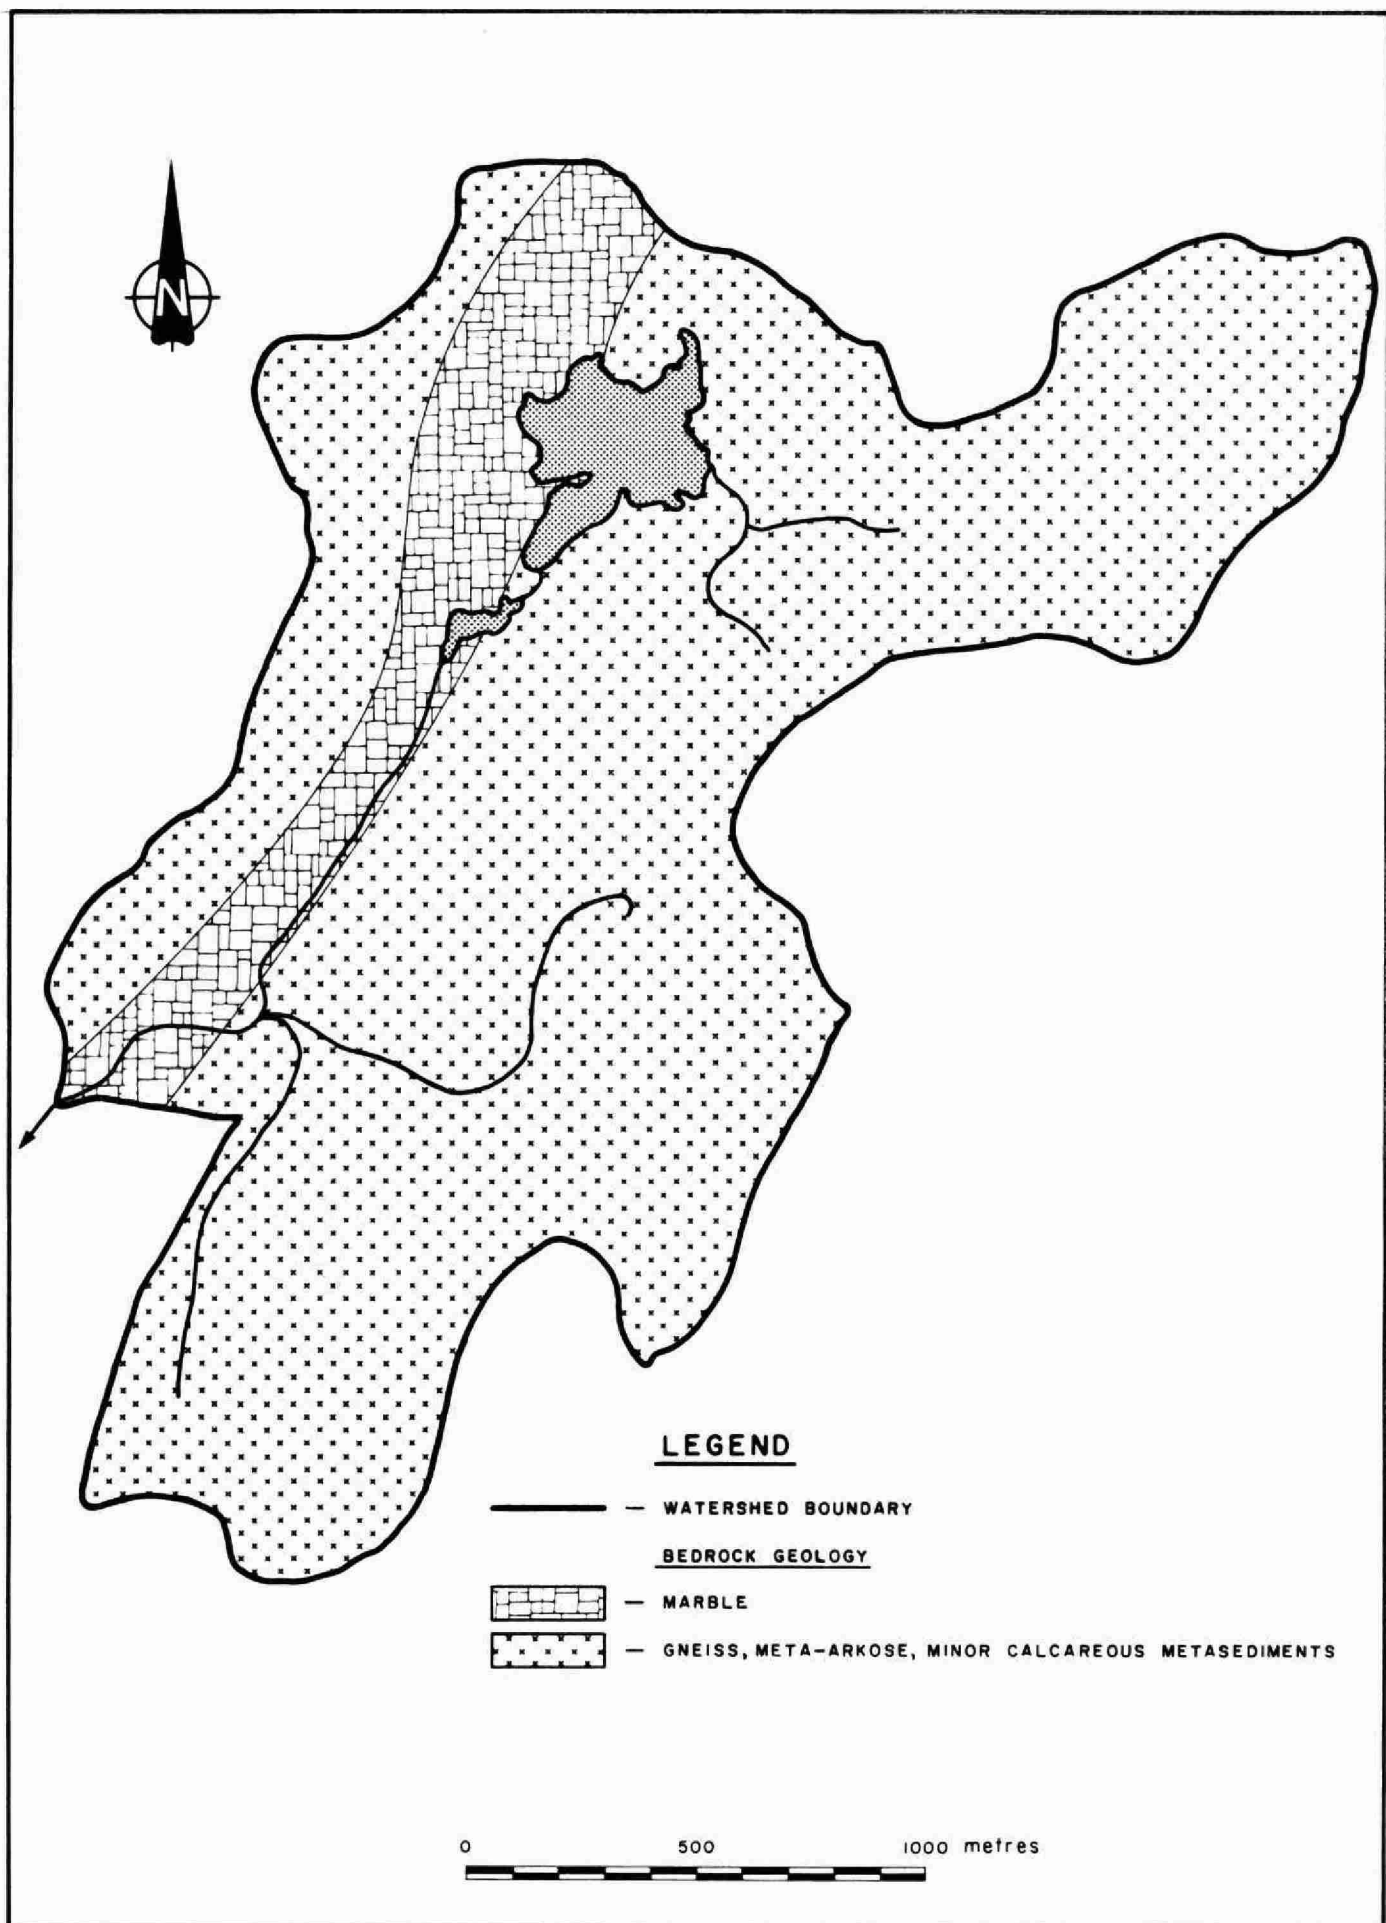 N
LEGEND
— WATERSHED BOUNDARY
BEDROCK GEOLOGY
— MARBLE
— GNEISS, META-ARKOSE, MINOR CALCAREOUS METASEDIMENTS
0 500 1000 metres